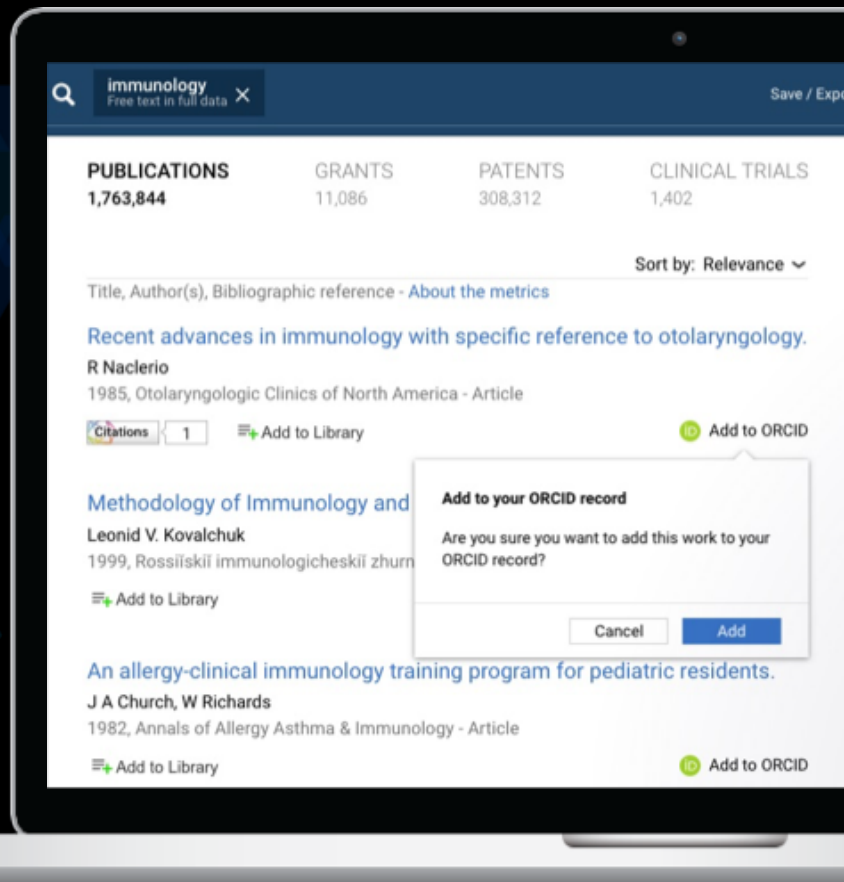 immunology
Free text in full data
Save / Expo
PUBLICATIONS GRANTS PATENTS CLINICAL TRIALS
1,763,844 11,086 308,312 1,402
Sort by: Relevance
Title, Author(s), Bibliographic reference - About the metrics
Recent advances in immunology with specific reference to otolaryngology.
R Naclerio
1985, Otolaryngologic Clinics of North America - Article
Citations 1 Add to Library iD Add to ORCID
Methodology of Immunology and
Leonid V. Kovalchuk
1999, Rossiĭskiĭ immunologicheskiĭ zhurn
Add to Library
Add to your ORCID record
Are you sure you want to add this work to your
ORCID record?
Cancel Add
An allergy-clinical immunology training program for pediatric residents.
J A Church, W Richards
1982, Annals of Allergy Asthma & Immunology - Article
Add to Library iD Add to ORCID